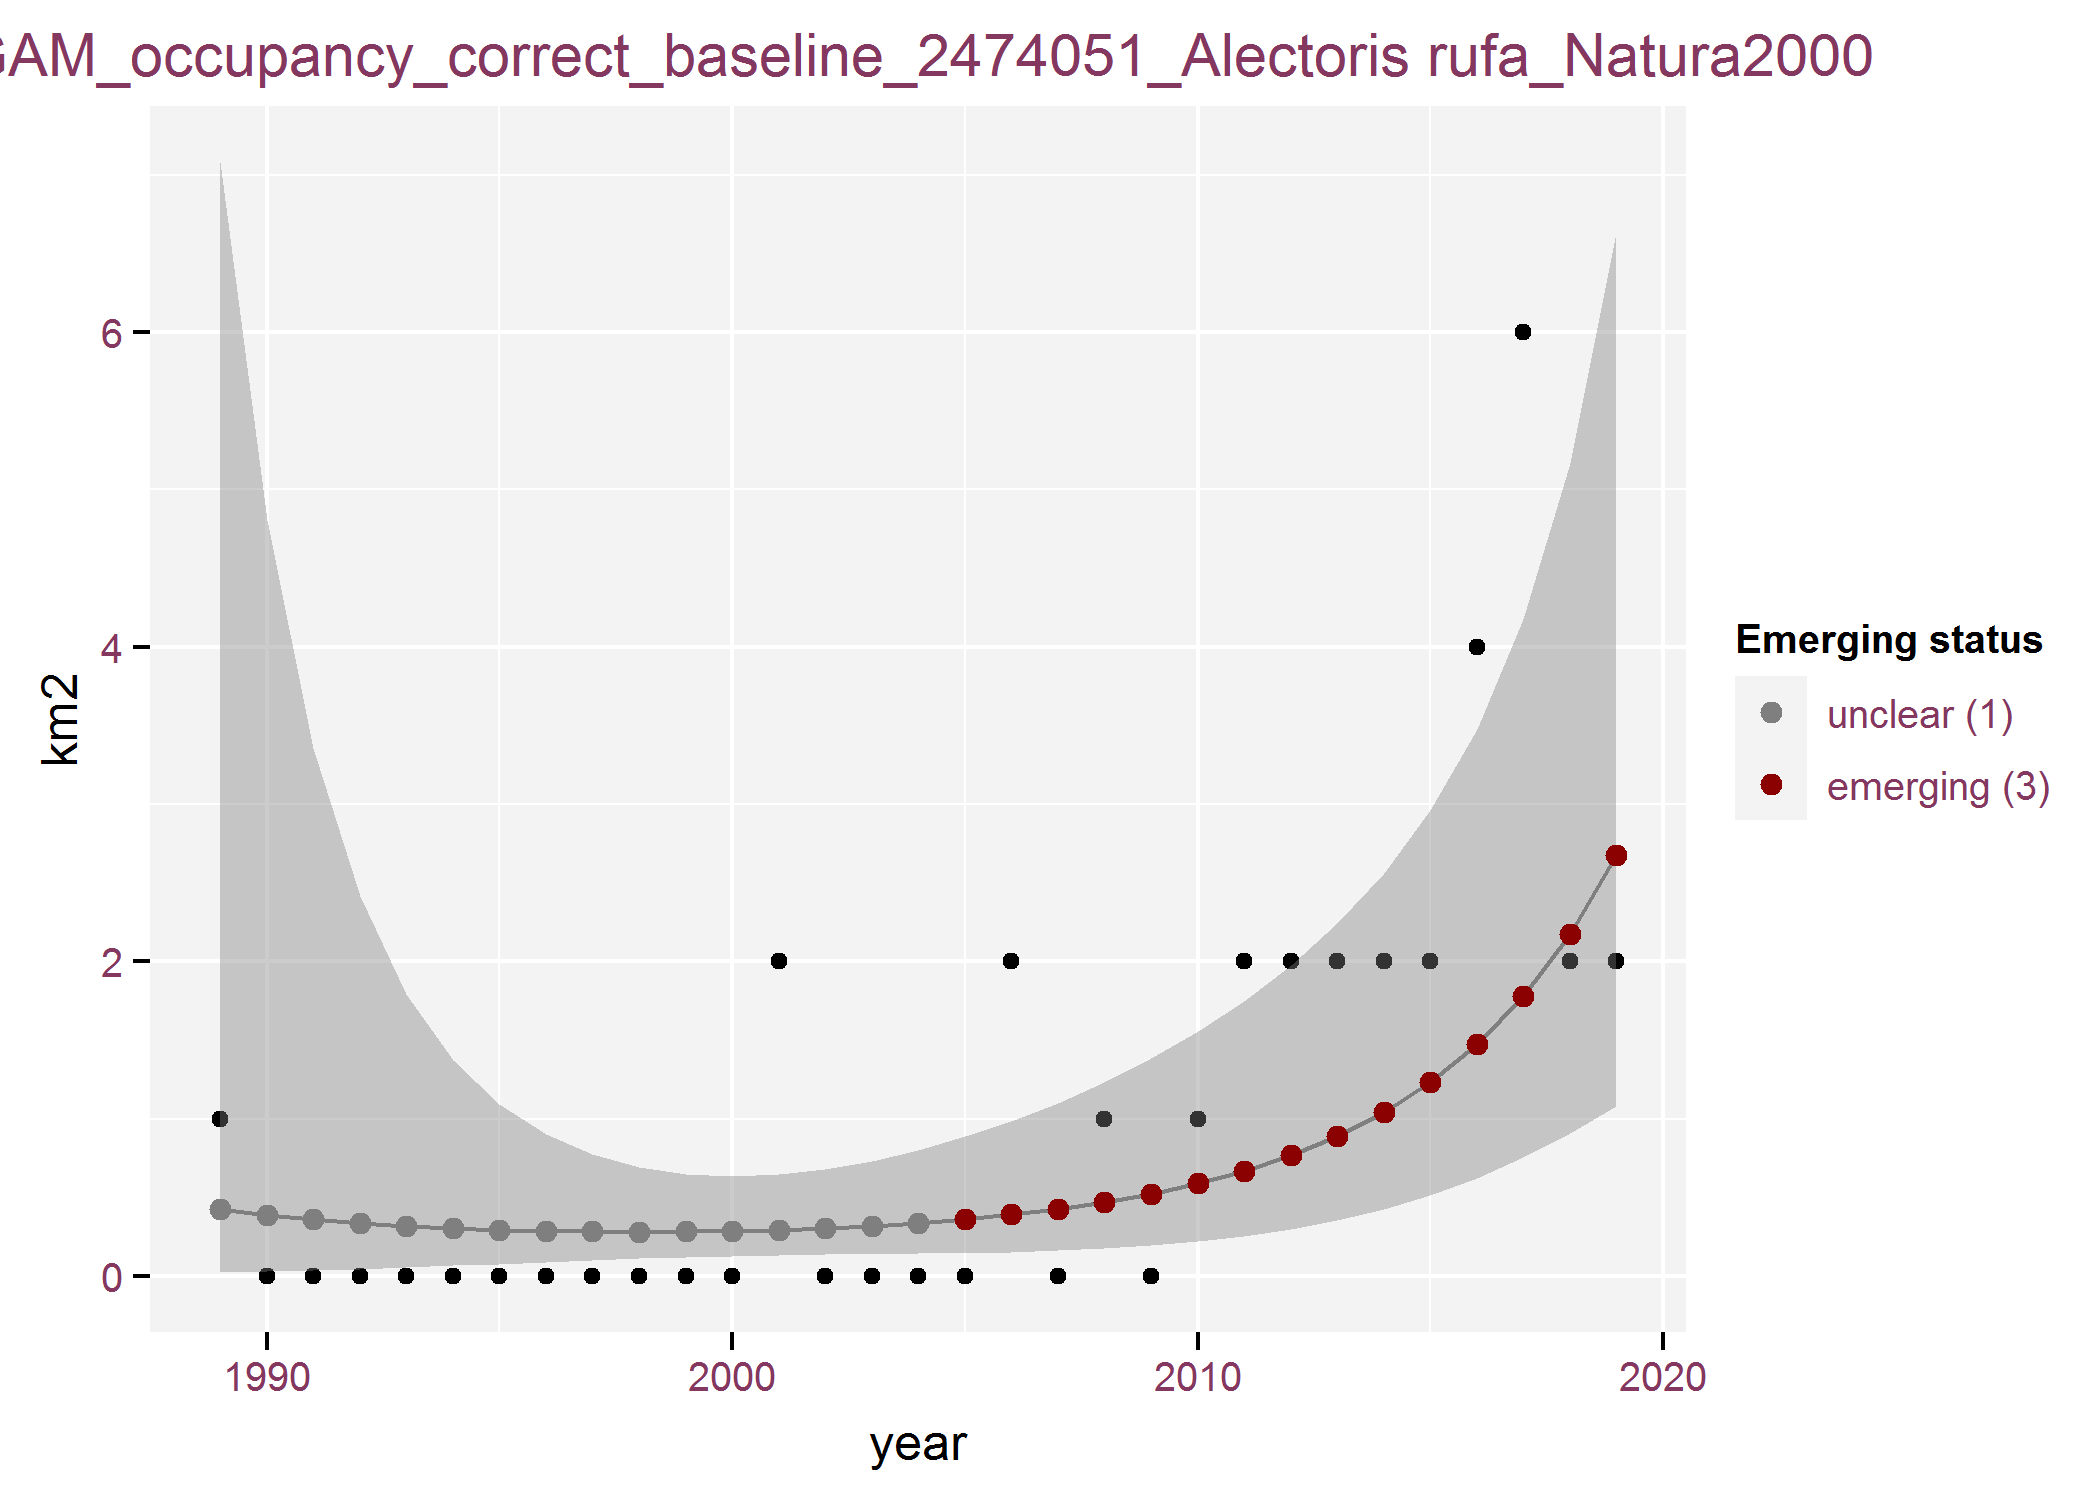 GAM_occupancy_correct_baseline_2474051_Alectoris rufa_Natura2000
6
4
2
0
km2
1990 2000 2010 2020
year
Emerging status
unclear (1)
emerging (3)